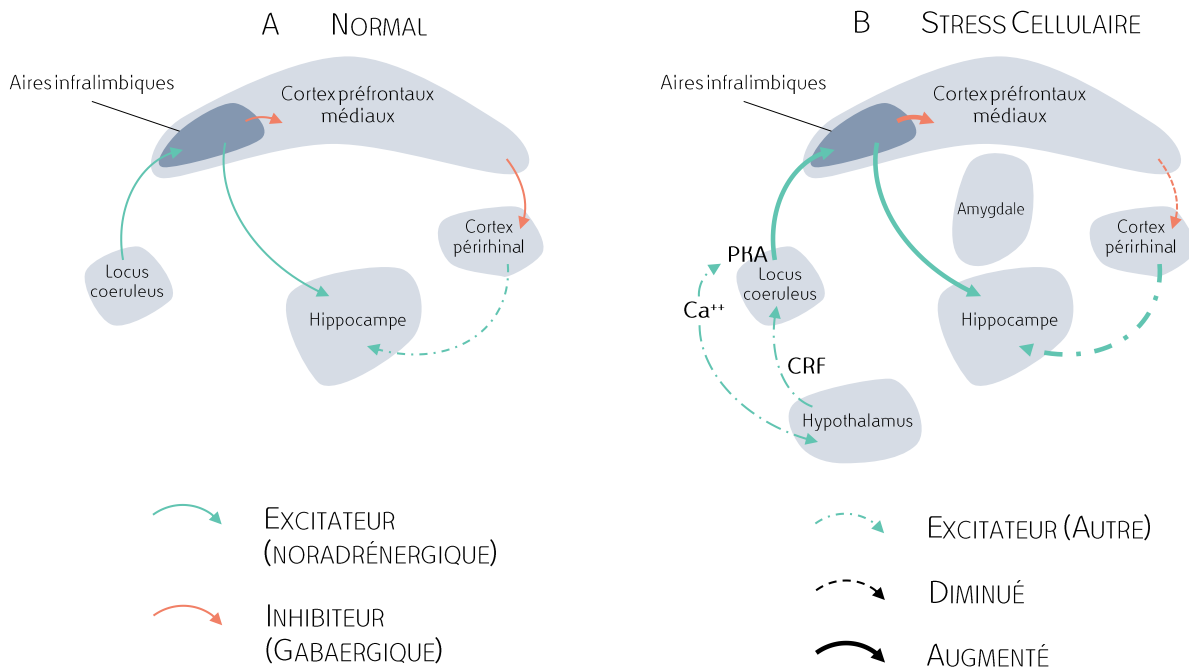 A NORMAL
Aires infralimbiques
Cortex préfrontaux
médiaux
Cortex
périrhinal
Locus
coeruleus
Hippocampe
B STRESS CELLULAIRE
Aires infralimbiques
Cortex préfrontaux
médiaux
Amygdale
Cortex
périrhinal
PKA
Locus
coeruleus
Ca⁺⁺
Hippocampe
CRF
Hypothalamus
EXCITATEUR
(NORADRÉNERGIQUE)
INHIBITEUR
(GABAERGIQUE)
EXCITATEUR (AUTRE)
DIMINUÉ
AUGMENTÉ